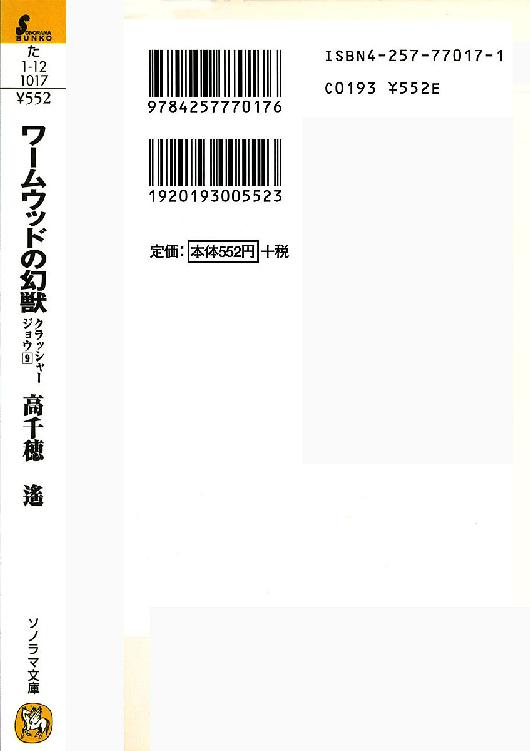 SONORAMA
BUNKO
た
1-12
1017
¥552
ワームウッドの幻獣
クラッシャー
ジョウ9
高千穂 遙
ソノラマ文庫
9784257770176
ISBN4-257-77017-1
C0193 ¥552E
1920193005523
定価：本体552円+税